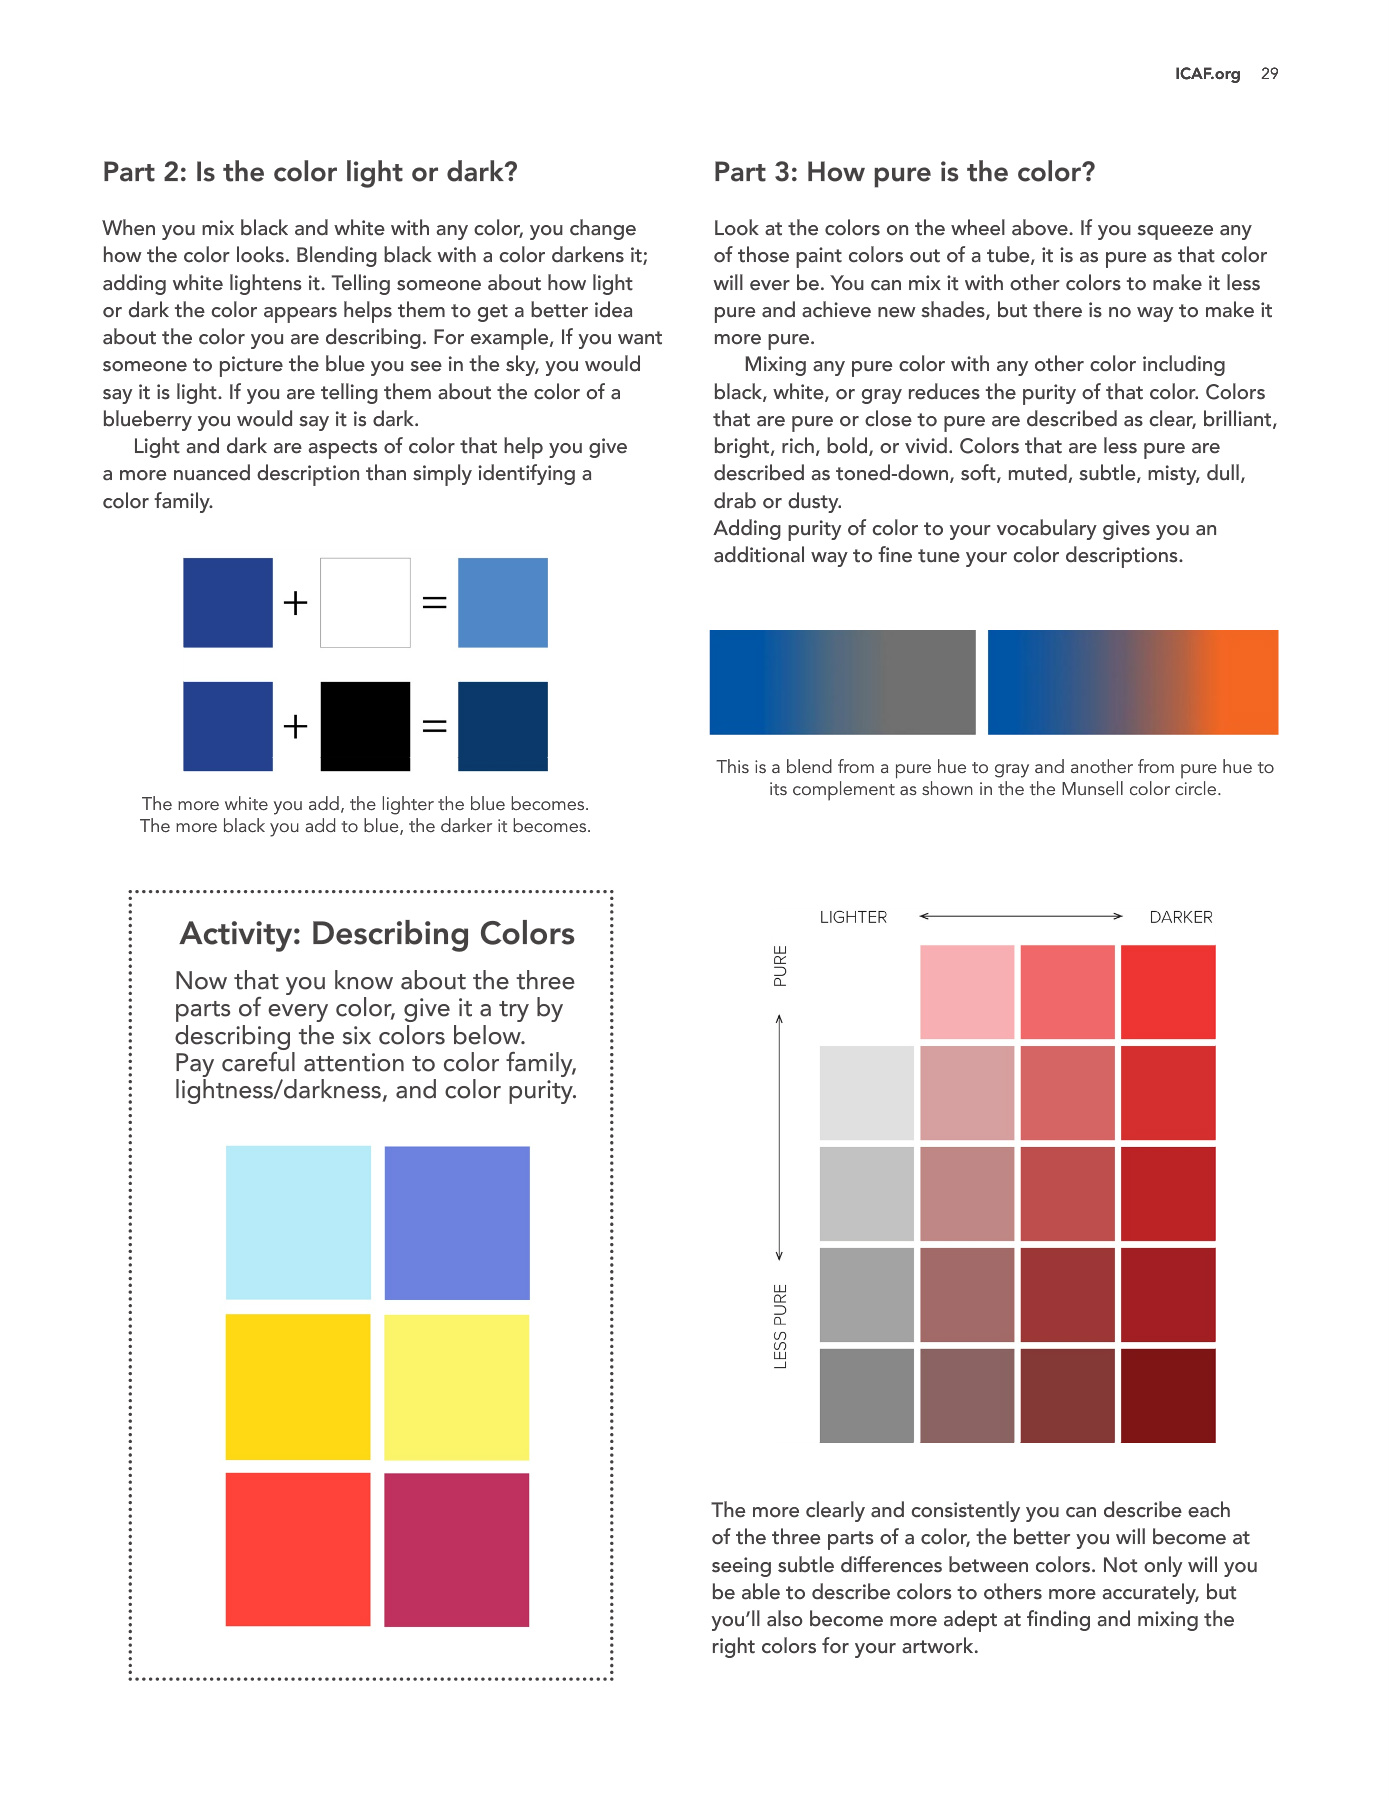 ICAF.org 29
Part 2: Is the color light or dark?
When you mix black and white with any color, you change
how the color looks. Blending black with a color darkens it;
adding white lightens it. Telling someone about how light
or dark the color appears helps them to get a better idea
about the color you are describing. For example, If you want
someone to picture the blue you see in the sky, you would
say it is light. If you are telling them about the color of a
blueberry you would say it is dark.
Light and dark are aspects of color that help you give
a more nuanced description than simply identifying a
color family.
+
=
+
=
The more white you add, the lighter the blue becomes.
The more black you add to blue, the darker it becomes.
Activity: Describing Colors
Now that you know about the three
parts of every color, give it a try by
describing the six colors below.
Pay careful attention to color family,
lightness/darkness, and color purity.
Part 3: How pure is the color?
Look at the colors on the wheel above. If you squeeze any
of those paint colors out of a tube, it is as pure as that color
will ever be. You can mix it with other colors to make it less
pure and achieve new shades, but there is no way to make it
more pure.
Mixing any pure color with any other color including
black, white, or gray reduces the purity of that color. Colors
that are pure or close to pure are described as clear, brilliant,
bright, rich, bold, or vivid. Colors that are less pure are
described as toned-down, soft, muted, subtle, misty, dull,
drab or dusty.
Adding purity of color to your vocabulary gives you an
additional way to fine tune your color descriptions.
This is a blend from a pure hue to gray and another from pure hue to
its complement as shown in the the Munsell color circle.
LIGHTER DARKER
PURE
LESS PURE
The more clearly and consistently you can describe each
of the three parts of a color, the better you will become at
seeing subtle differences between colors. Not only will you
be able to describe colors to others more accurately, but
you’ll also become more adept at finding and mixing the
right colors for your artwork.